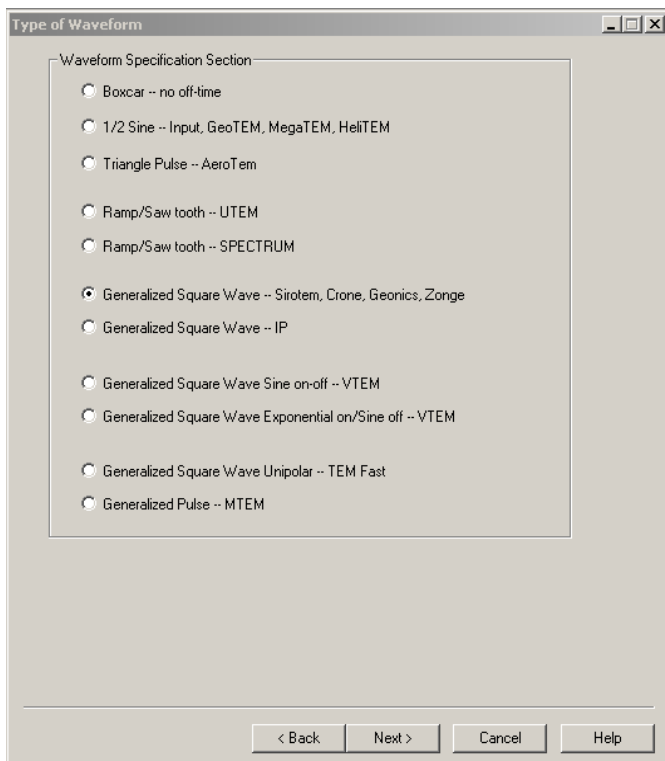 Type of Waveform
Waveform Specification Section
Boxcar -- no off-time
1/2 Sine -- Input, GeoTEM, MegaTEM, HeliTEM
Triangle Pulse -- AeroTem
Ramp/Saw tooth -- UTEM
Ramp/Saw tooth -- SPECTRUM
Generalized Square Wave -- Sirotem, Crone, Geonics, Zonge
Generalized Square Wave -- IP
Generalized Square Wave Sine on-off -- VTEM
Generalized Square Wave Exponential on/Sine off -- VTEM
Generalized Square Wave Unipolar -- TEM Fast
Generalized Pulse -- MTEM
< Back Next > Cancel Help